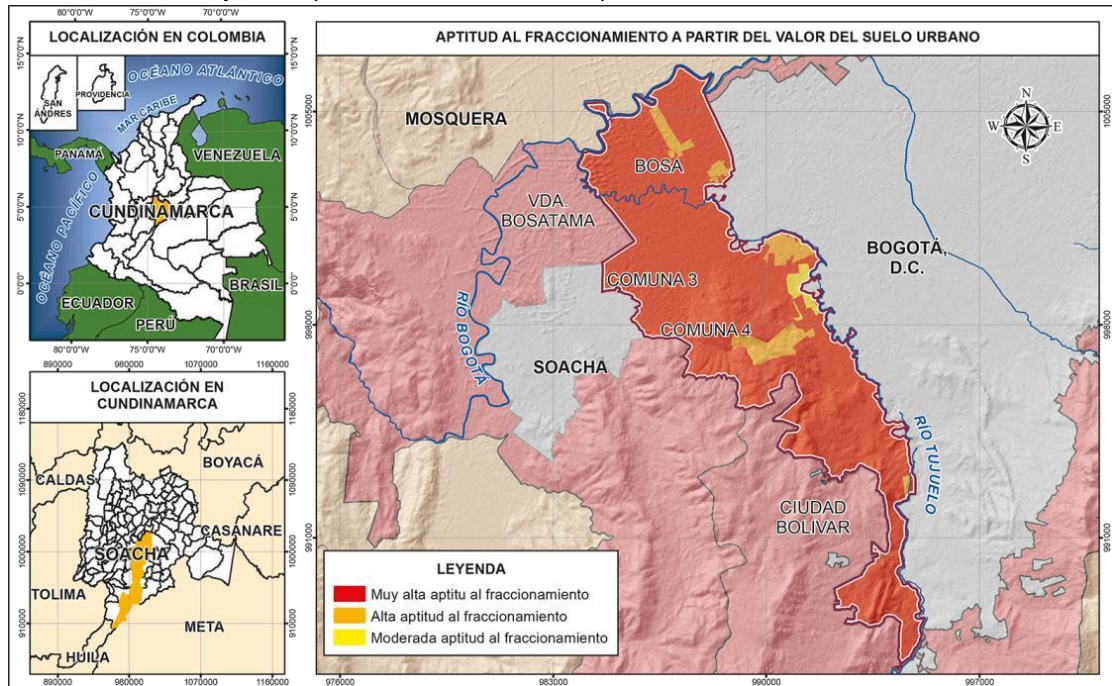 LOCALIZACIÓN EN COLOMBIA
80°0'0"W 75°0'0"W 70°0'0"W
15°0'0"N
10°0'0"N
5°0'0"N
0°0'0"
SAN ÁNDRES
PROVIDENCIA
OCÉANO ATLÁNTICO
MAR CARIBE
PANAMÁ
VENEZUELA
OCÉANO PACÍFICO
CUNDINAMARCA
BRASIL
ECUADOR
PERÚ
80°0'0"W 75°0'0"W 70°0'0"W
890000 980000 1070000 1160000
LOCALIZACIÓN EN
CUNDINAMARCA
1180000
1090000
1000000
910000
BOYACÁ
CALDAS
CASANARE
SOACHA
TOLIMA
META
HUILA
890000 980000 1070000 1160000
APTITUD AL FRACCIONAMIENTO A PARTIR DEL VALOR DEL SUELO URBANO
MOSQUERA
BOSA
VDA.
BOSATAMA
BOGOTÁ,
D.C.
COMUNA 3
RÍO BOGOTÁ
COMUNA 4
SOACHA
RÍO TUJUELO
CIUDAD
BOLIVAR
N
W E
S
1005000
998000
991000
LEYENDA
Muy alta aptitu al fraccionamiento
Alta aptitud al fraccionamiento
Moderada aptitud al fraccionamiento
976000 983000 990000 997000